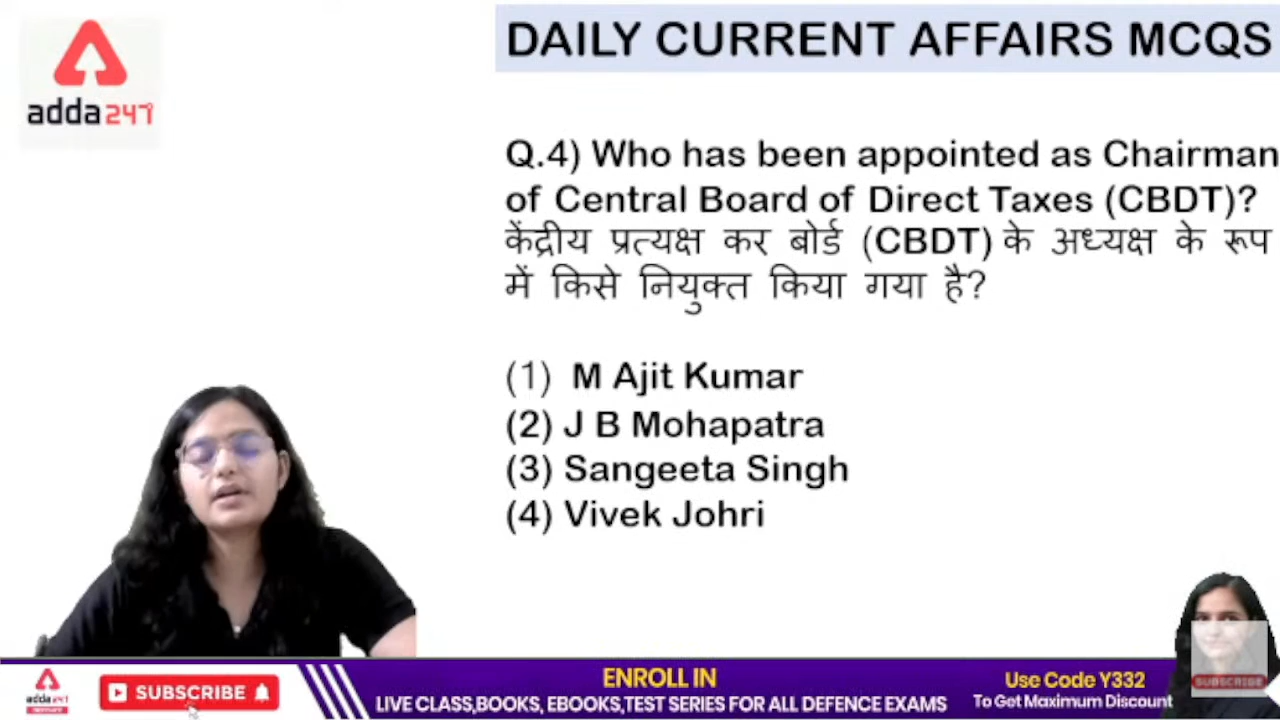 DAILY CURRENT AFFAIRS MCQS
adda247
Q.4) Who has been appointed as Chairman
of Central Board of Direct Taxes (CBDT)?
केंद्रीय प्रत्यक्ष कर बोर्ड (CBDT) के अध्यक्ष के रूप
में किसे नियुक्त किया गया है?
(1) M Ajit Kumar
(2) J B Mohapatra
(3) Sangeeta Singh
(4) Vivek Johri
adda247
SUBSCRIBE
ENROLL IN
LIVE CLASS,BOOKS, EBOOKS,TEST SERIES FOR ALL DEFENCE EXAMS
Use Code Y332
To Get Maximum Discount
SUBSCRIBE